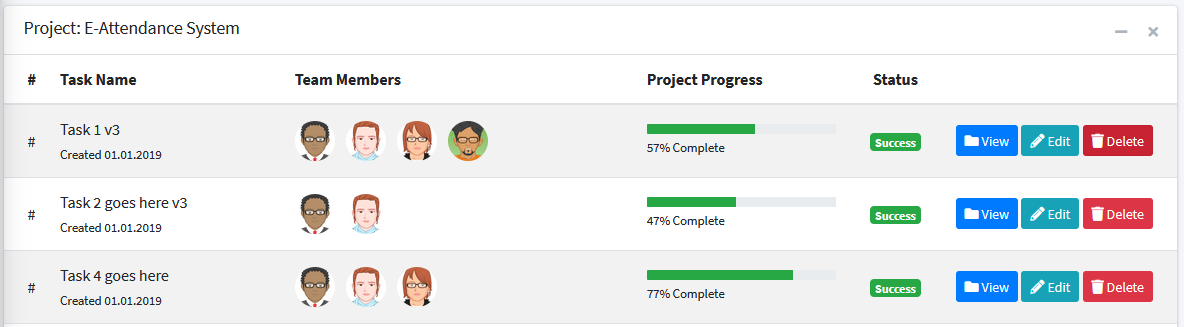 Project: E-Attendance System
# Task Name Team Members Project Progress Status
# Task 1 v3
Created 01.01.2019
57% Complete
Success View Edit Delete
# Task 2 goes here v3
Created 01.01.2019
47% Complete
Success View Edit Delete
# Task 4 goes here
Created 01.01.2019
77% Complete
Success View Edit Delete